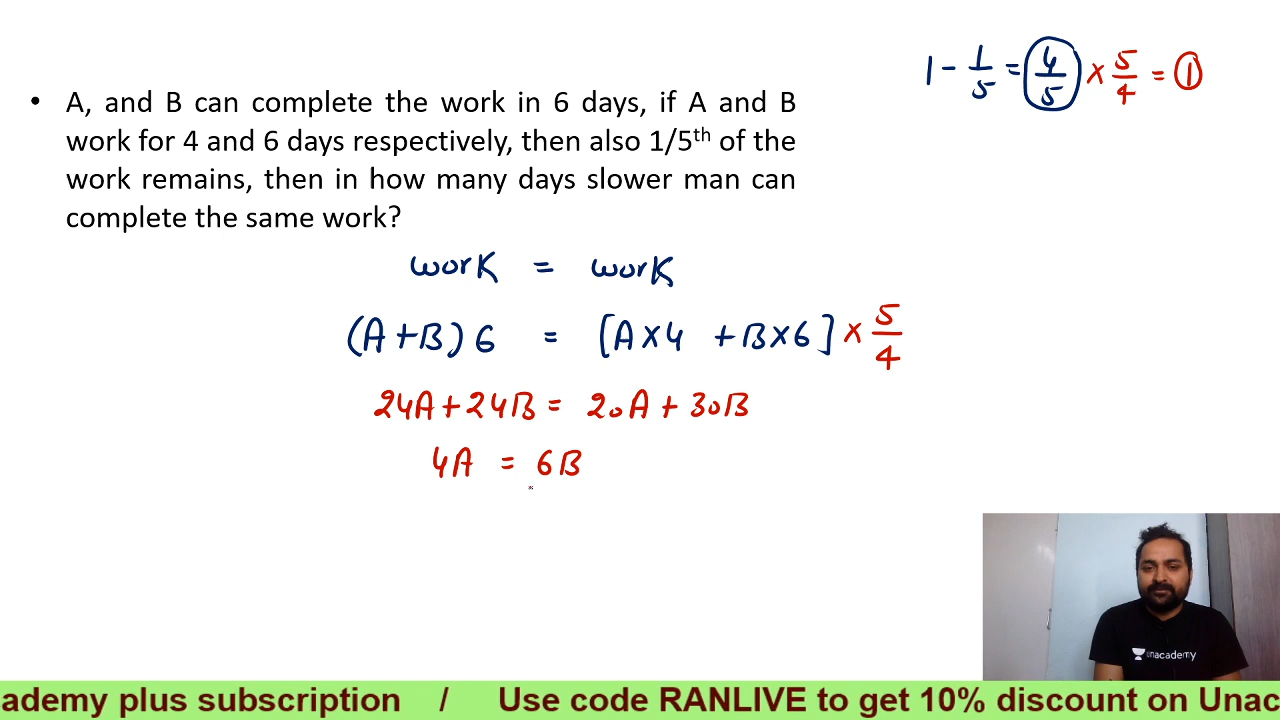 1 - 1/5 = 4/5 × 5/4 = 1
• A, and B can complete the work in 6 days, if A and B
work for 4 and 6 days respectively, then also 1/5th of the
work remains, then in how many days slower man can
complete the same work?
work = work
(A+B) 6 = [A×4 + B×6] × 5/4
24A + 24B = 20A + 30B
4A = 6B
unacademy
ademy plus subscription / Use code RANLIVE to get 10% discount on Unac